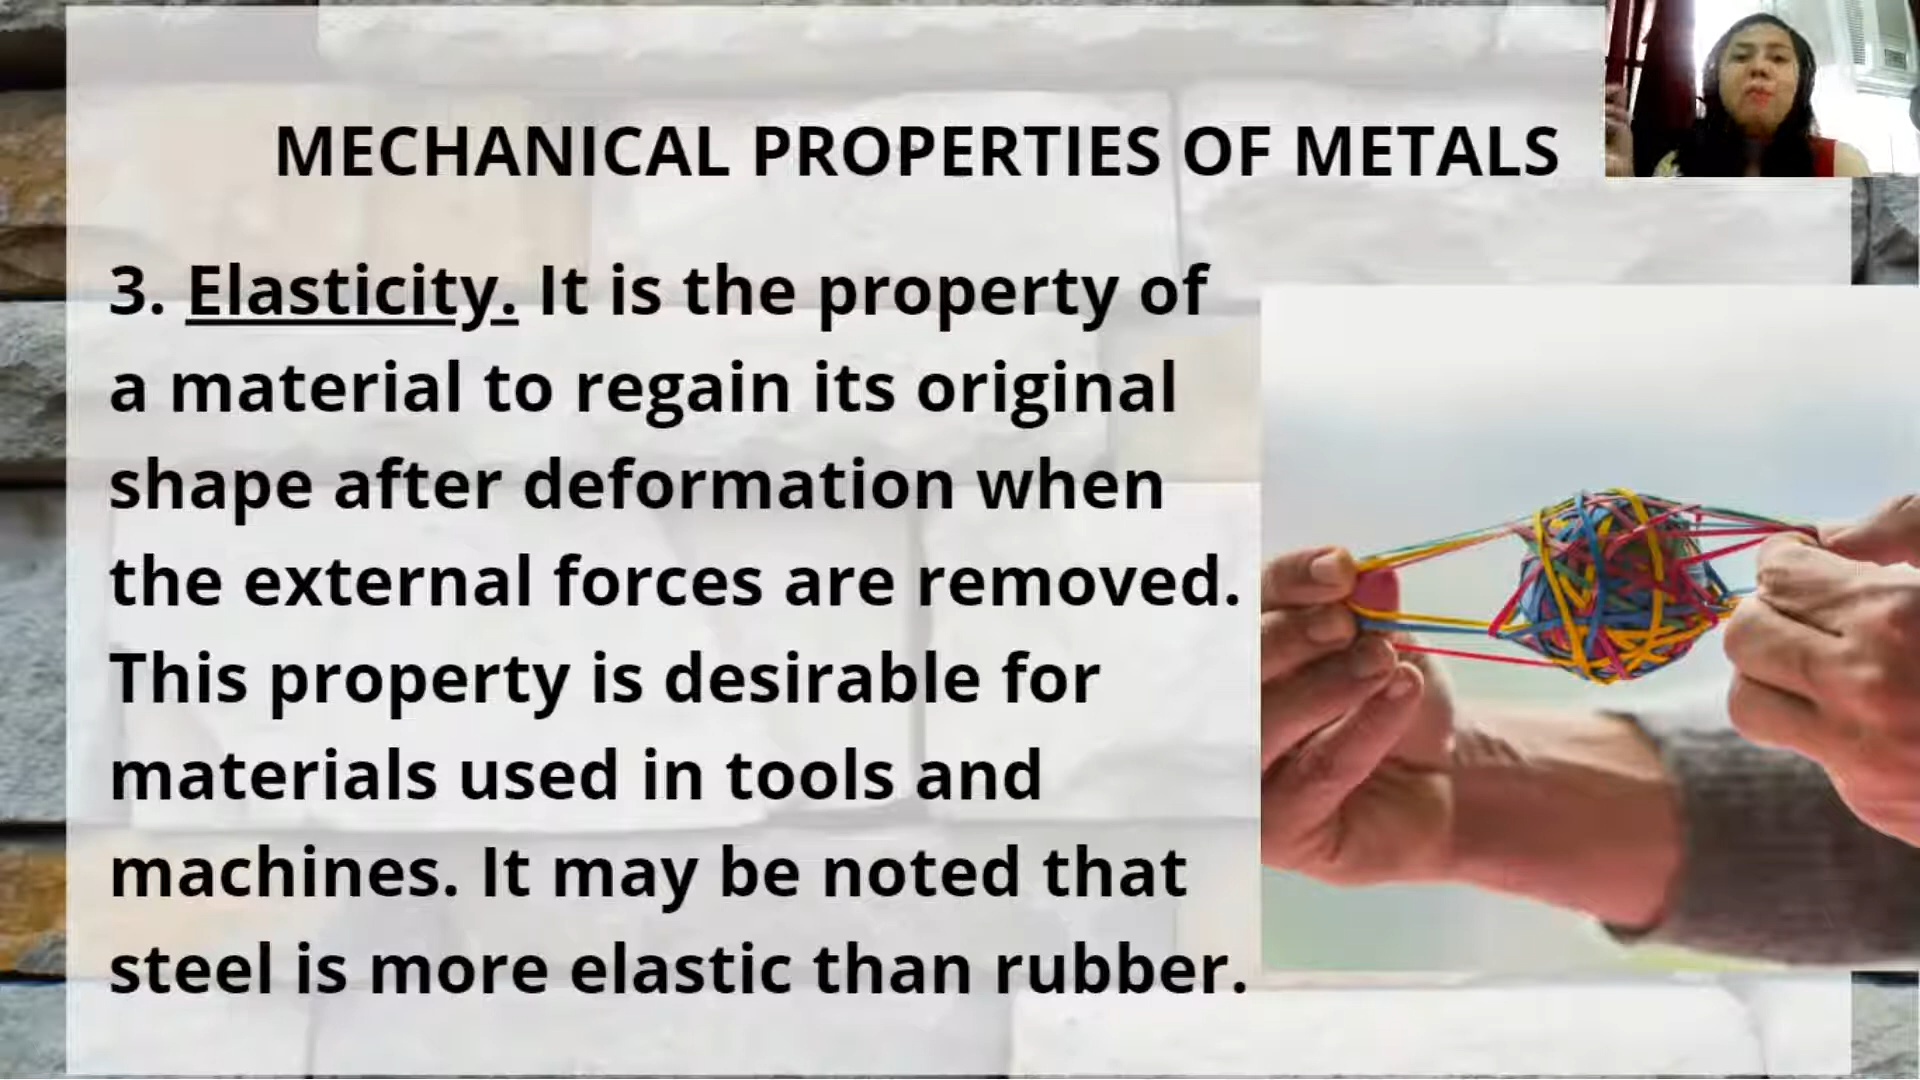 MECHANICAL PROPERTIES OF METALS
3. Elasticity. It is the property of
a material to regain its original
shape after deformation when
the external forces are removed.
This property is desirable for
materials used in tools and
machines. It may be noted that
steel is more elastic than rubber.